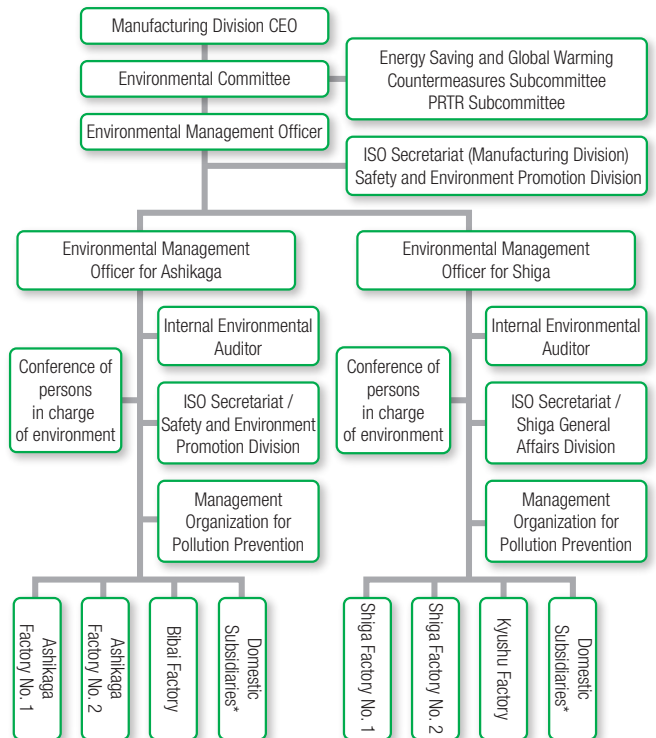 Manufacturing Division CEO
Environmental Committee
Energy Saving and Global Warming
Countermeasures Subcommittee
PRTR Subcommittee
Environmental Management Officer
ISO Secretariat (Manufacturing Division)
Safety and Environment Promotion Division
Environmental Management
Officer for Ashikaga
Environmental Management
Officer for Shiga
Internal Environmental
Auditor
Conference of
persons
in charge
of environment
ISO Secretariat /
Safety and Environment
Promotion Division
Management
Organization for
Pollution Prevention
Internal Environmental
Auditor
Conference of
persons
in charge
of environment
ISO Secretariat /
Shiga General
Affairs Division
Management
Organization for
Pollution Prevention
Ashikaga
Factory No. 1
Ashikaga
Factory No. 2
Bibai Factory
Domestic
Subsidiaries*
Shiga Factory No. 1
Shiga Factory No. 2
Kyushu Factory
Domestic
Subsidiaries*